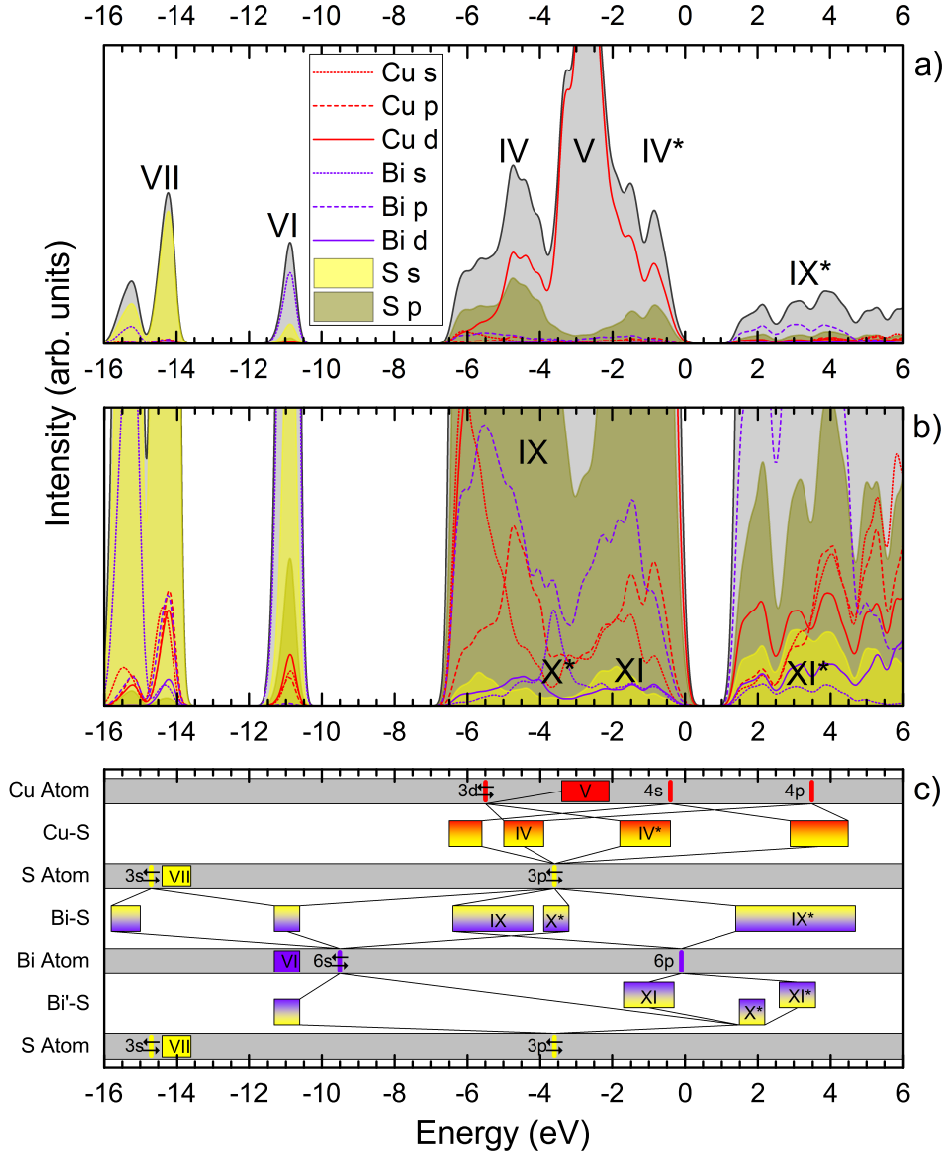 -16 -14 -12 -10 -8 -6 -4 -2 0 2 4 6
a)
Cu s
Cu p
Cu d
Bi s
Bi p
Bi d
S s
S p
VII
VI
IV
V
IV*
IX*
-16 -14 -12 -10 -8 -6 -4 -2 0 2 4 6
Intensity (arb. units)
b)
IX
X*
XI
XI*
-16 -14 -12 -10 -8 -6 -4 -2 0 2 4 6
c)
Cu Atom 3d V 4s 4p
Cu-S IV IV*
S Atom 3s VII 3p
Bi-S IX X* IX*
Bi Atom VI 6s 6p
Bi'-S XI X* XI*
S Atom 3s VII 3p
-16 -14 -12 -10 -8 -6 -4 -2 0 2 4 6
Energy (eV)